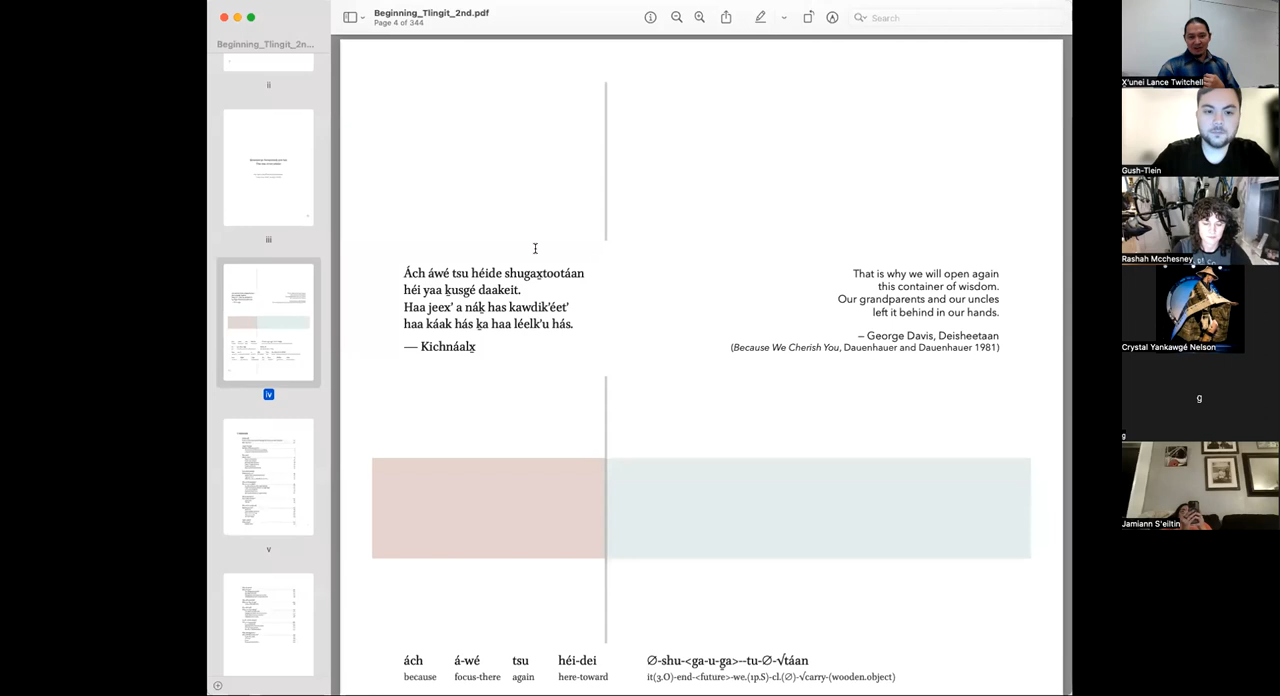 Beginning_Tlingit_2nd.pdf
Page 4 of 344
Search
Beginning_Tlingit_2n...
ii
iii
iv
v
Ách áwé tsu héide shugax̲tootáan
héi yaa ḵusgé daakeit.
Haa jeex' a náḵ has kawdik'éet'
haa káak hás ḵa haa léelk'u hás.
— Kichnáalx̲
That is why we will open again
this container of wisdom.
Our grandparents and our uncles
left it behind in our hands.
– George Davis, Deisheetaan
(Because We Cherish You, Dauenhauer and Dauenhauer 1981)
ách á-wé tsu héi-dei ∅-shu-<ga-u-g̲a>--tu-∅-√táan
because focus-there again here-toward it(3.O)-end-<future>-we.(1p.S)-cl.(∅)-√carry-(wooden.object)
X̲'unei Lance Twitchell
Gush-Tlein
Rashah Mcchesney
Crystal Yankawgé Nelson
g
g
Jamiann S'eiltin